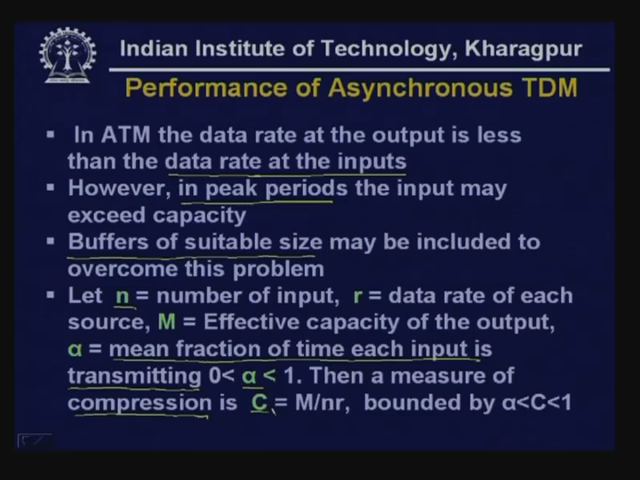 Indian Institute of Technology, Kharagpur
Performance of Asynchronous TDM
▪ In ATM the data rate at the output is less
than the data rate at the inputs
▪ However, in peak periods the input may
exceed capacity
▪ Buffers of suitable size may be included to
overcome this problem
▪ Let n = number of input, r = data rate of each
source, M = Effective capacity of the output,
α = mean fraction of time each input is
transmitting 0< α < 1. Then a measure of
compression is C = M/nr, bounded by α<C<1